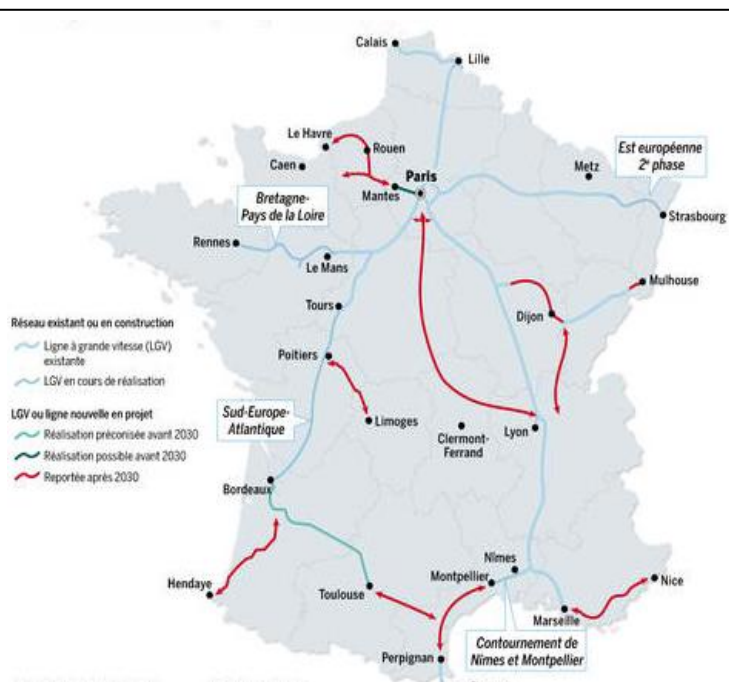 Calais
Lille
Le Havre
Rouen
Caen
Mantes
Paris
Metz
Est européenne
2e phase
Strasbourg
Bretagne-
Pays de la Loire
Rennes
Le Mans
Mulhouse
Tours
Dijon
Réseau existant ou en construction
Ligne à grande vitesse (LGV)
existante
LGV en cours de réalisation
Poitiers
LGV ou ligne nouvelle en projet
Réalisation préconisée avant 2030
Réalisation possible avant 2030
Reportée après 2030
Sud-Europe-
Atlantique
Limoges
Clermont-
Ferrand
Lyon
Bordeaux
Hendaye
Toulouse
Montpellier
Nîmes
Nice
Marseille
Contournement de
Nîmes et Montpellier
Perpignan